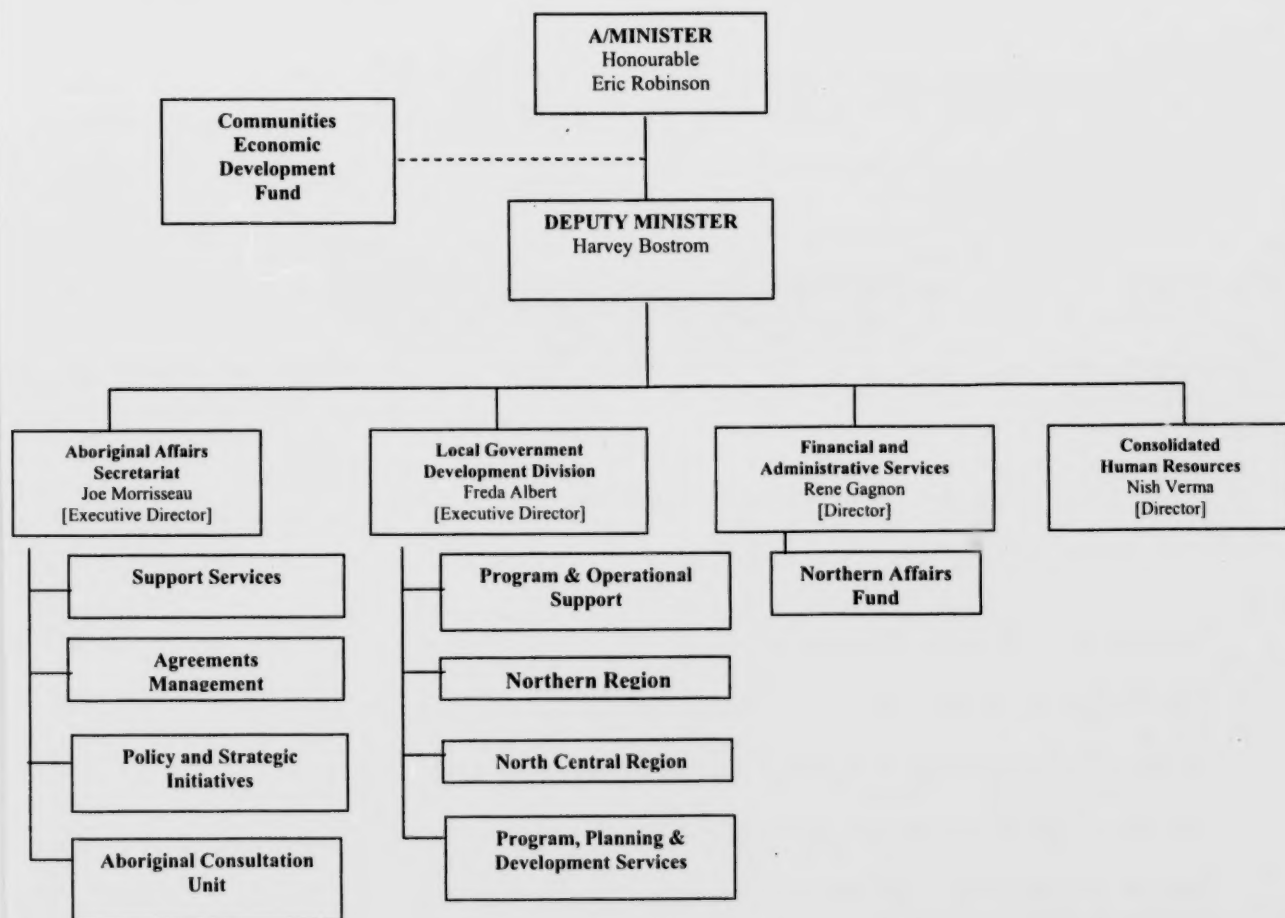 A/MINISTER
Honourable
Eric Robinson
Communities
Economic
Development
Fund
DEPUTY MINISTER
Harvey Bostrom
Aboriginal Affairs
Secretariat
Joe Morrisseau
[Executive Director]
Local Government
Development Division
Freda Albert
[Executive Director]
Financial and
Administrative Services
Rene Gagnon
[Director]
Consolidated
Human Resources
Nish Verma
[Director]
Support Services
Agreements
Management
Policy and Strategic
Initiatives
Aboriginal Consultation
Unit
Program & Operational
Support
Northern Region
North Central Region
Program, Planning &
Development Services
Northern Affairs
Fund